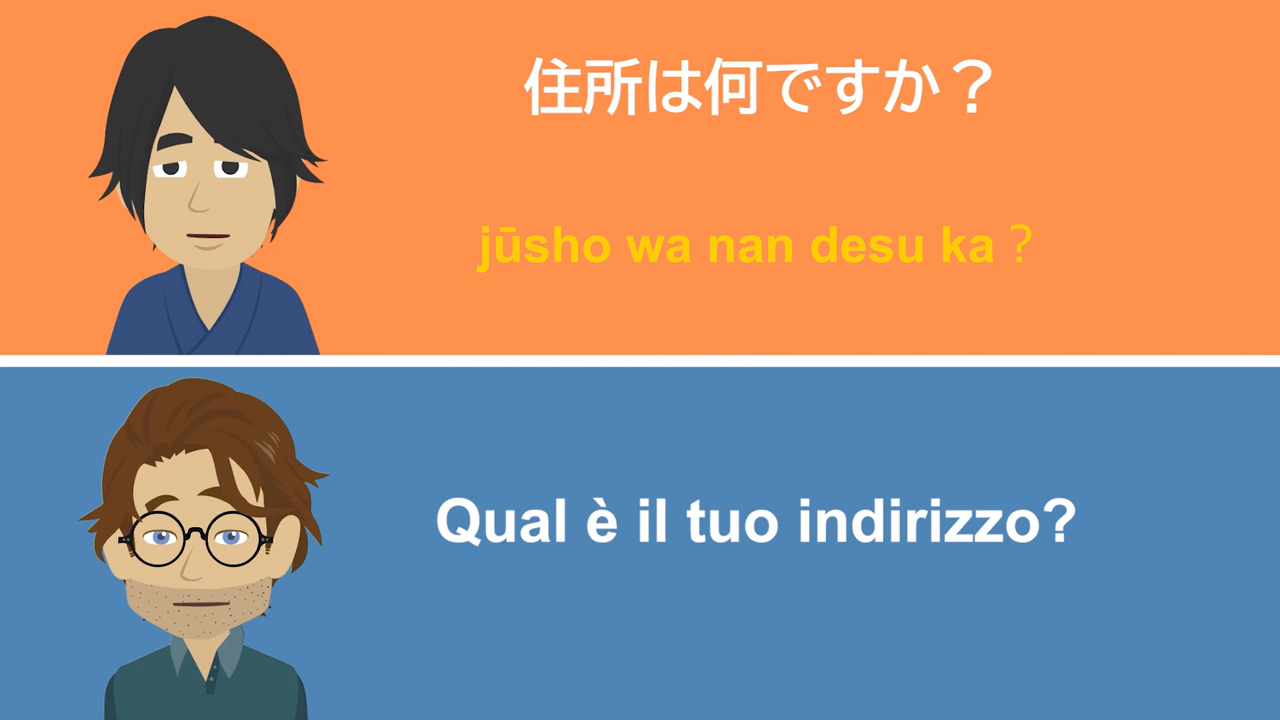 住所は何ですか？
jūsho wa nan desu ka？
Qual è il tuo indirizzo?